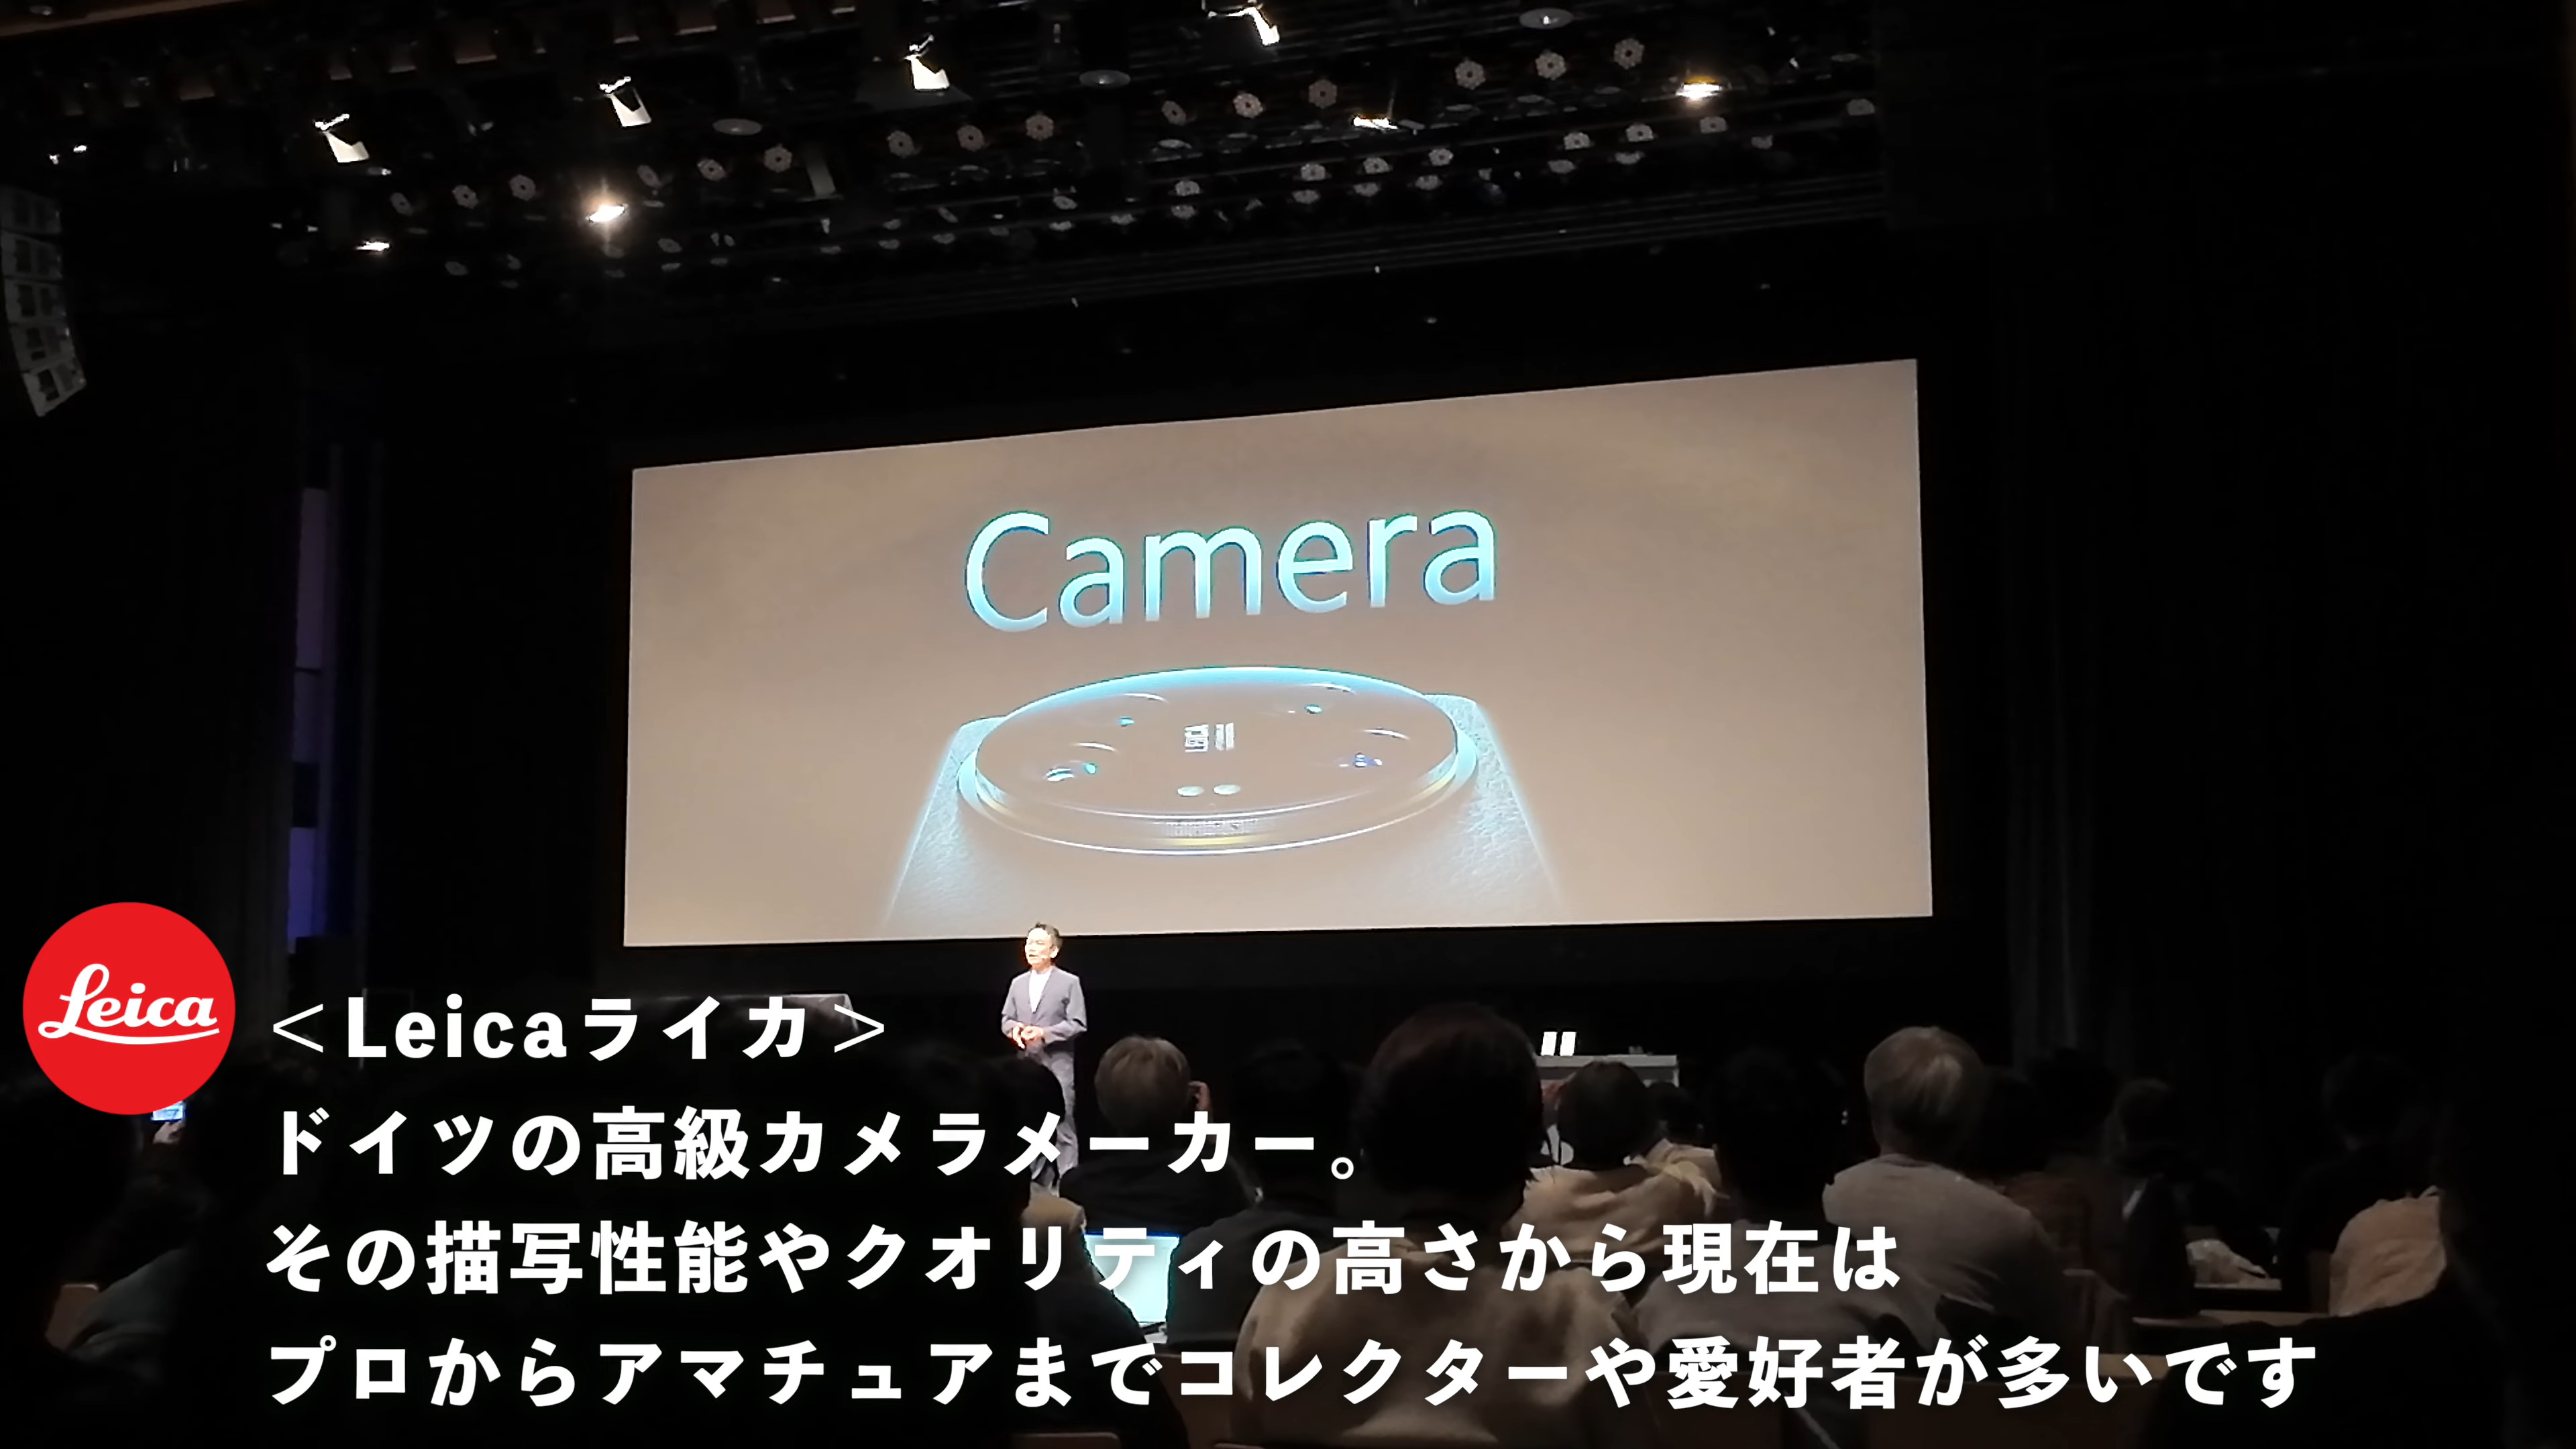 Camera
Leica
＜Leicaライカ＞
ドイツの高級カメラメーカー。
その描写性能やクオリティの高さから現在は
プロからアマチュアまでコレクターや愛好者が多いです